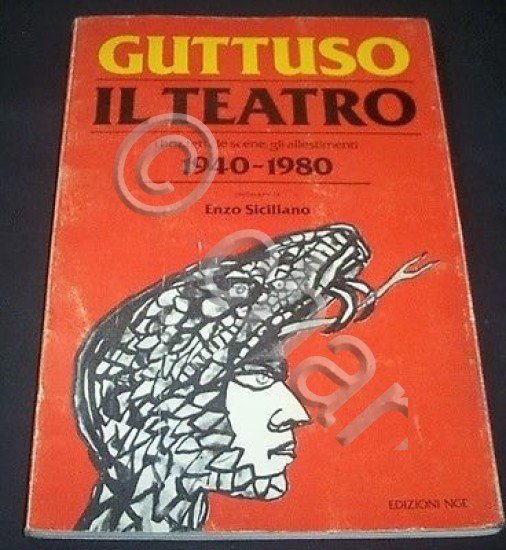 GUTTUSO
IL TEATRO
le scene, gli allestimenti
1940-1980
Enzo Siciliano
EDIZIONI NGE
©